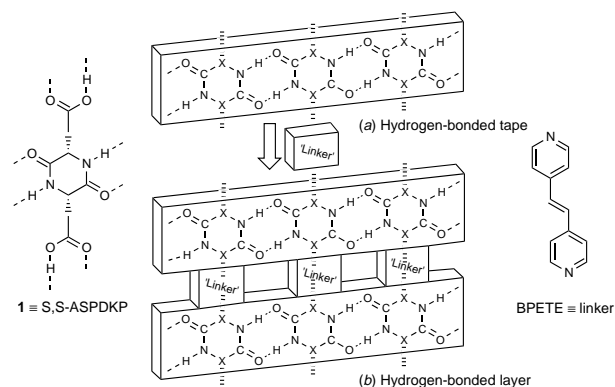 H
O O
O N H
H N O
O O
H
1 ≡ S,S-ASPDKP
O C X N H O C X N H O C X N H
H N X C O H N X C O H N X C O
(a) Hydrogen-bonded tape
'Linker'
O C X N H O C X N H O C X N H
H N X C O H N X C O H N X C O
'Linker' 'Linker' 'Linker'
O C X N H O C X N H O C X N H
H N X C O H N X C O H N X C O
(b) Hydrogen-bonded layer
N
N
BPETE ≡ linker